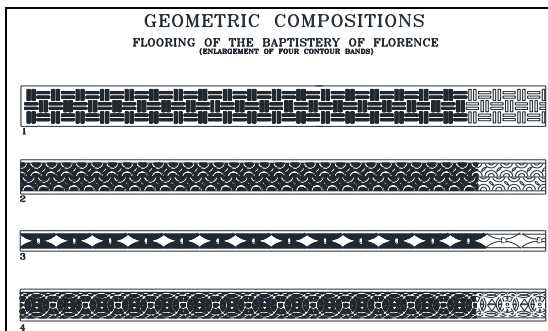 GEOMETRIC COMPOSITIONS
FLOORING OF THE BAPTISTERY OF FLORENCE
(ENLARGEMENT OF FOUR CONTOUR BANDS)
1
2
3
4